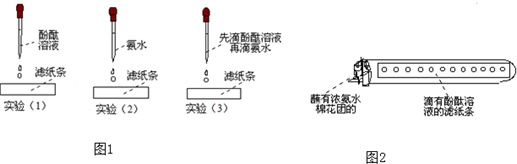 酚酞
溶液
滤纸条
实验（1）
氨水
滤纸条
实验（2）
先滴酚酞溶液
再滴氨水
滤纸条
实验（3）
图1
蘸有浓氨水
棉花团的
滴有酚酞溶
液的滤纸条
图2